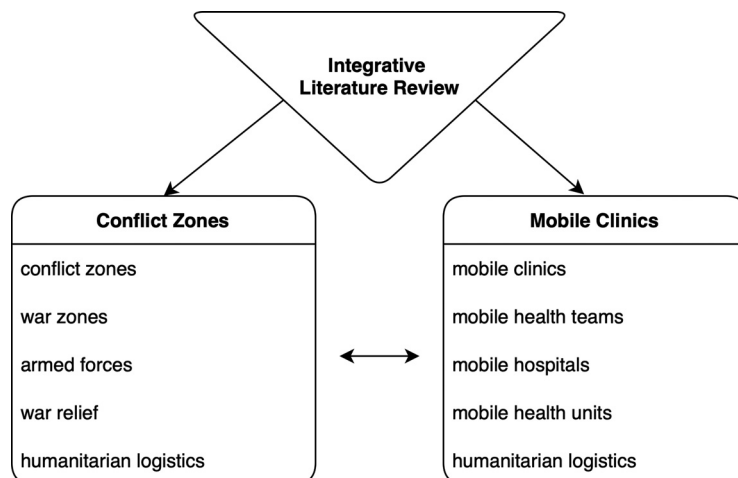 Integrative
Literature Review
Conflict Zones
conflict zones
war zones
armed forces
war relief
humanitarian logistics
Mobile Clinics
mobile clinics
mobile health teams
mobile hospitals
mobile health units
humanitarian logistics